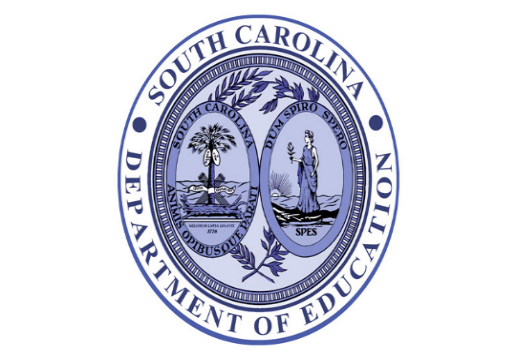 SOUTH CAROLINA
DEPARTMENT OF EDUCATION
SOUTH CAROLINA
ANIMIS OPIBUSQUE PARATI
1776
DUM SPIRO SPERO
SPES